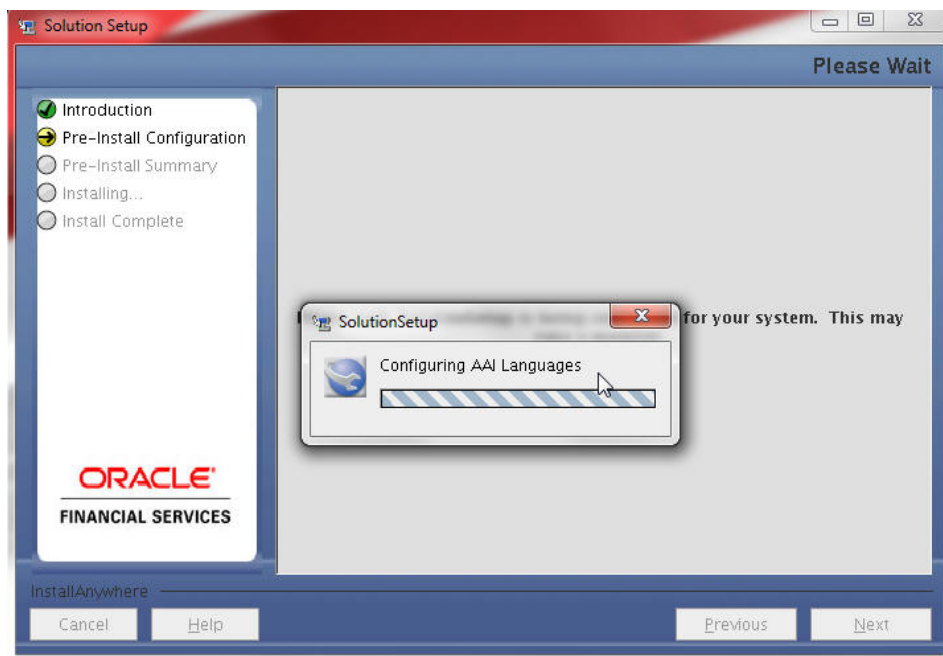 Solution Setup
Please Wait
Introduction
Pre-Install Configuration
Pre-Install Summary
Installing...
Install Complete
for your system. This may
SolutionSetup
Configuring AAI Languages
ORACLE'
FINANCIAL SERVICES
InstallAnywhere
Cancel
Help
Previous
Next